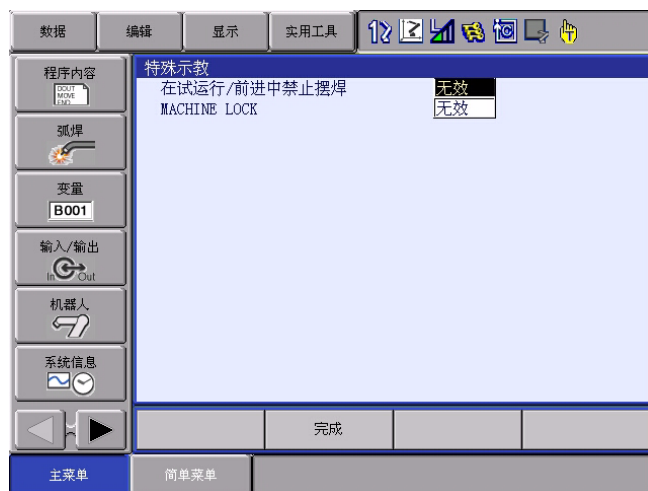 数据
编辑
显示
实用工具
程序内容
DOUT
MOVE
END
弧焊
变量
B001
输入/输出
In Out
机器人
系统信息
特殊示教
在试运行/前进中禁止摆焊 无效
MACHINE LOCK 无效
完成
主菜单
简单菜单